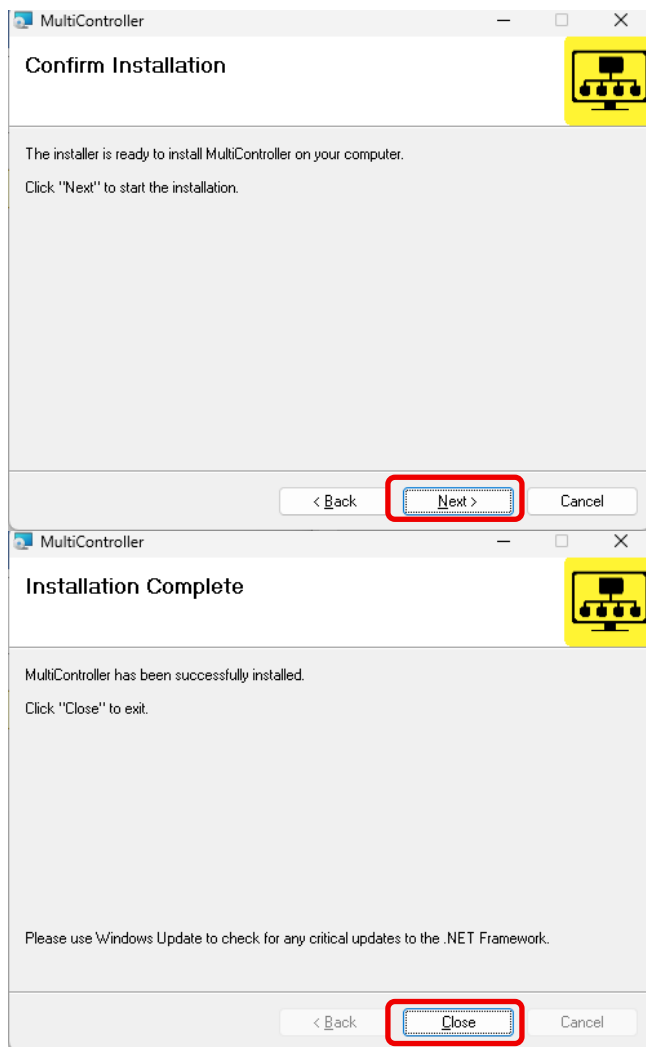 MultiController
Confirm Installation
The installer is ready to install MultiController on your computer.
Click "Next" to start the installation.
< Back
Next >
Cancel
MultiController
Installation Complete
MultiController has been successfully installed.
Click "Close" to exit.
Please use Windows Update to check for any critical updates to the .NET Framework.
< Back
Close
Cancel